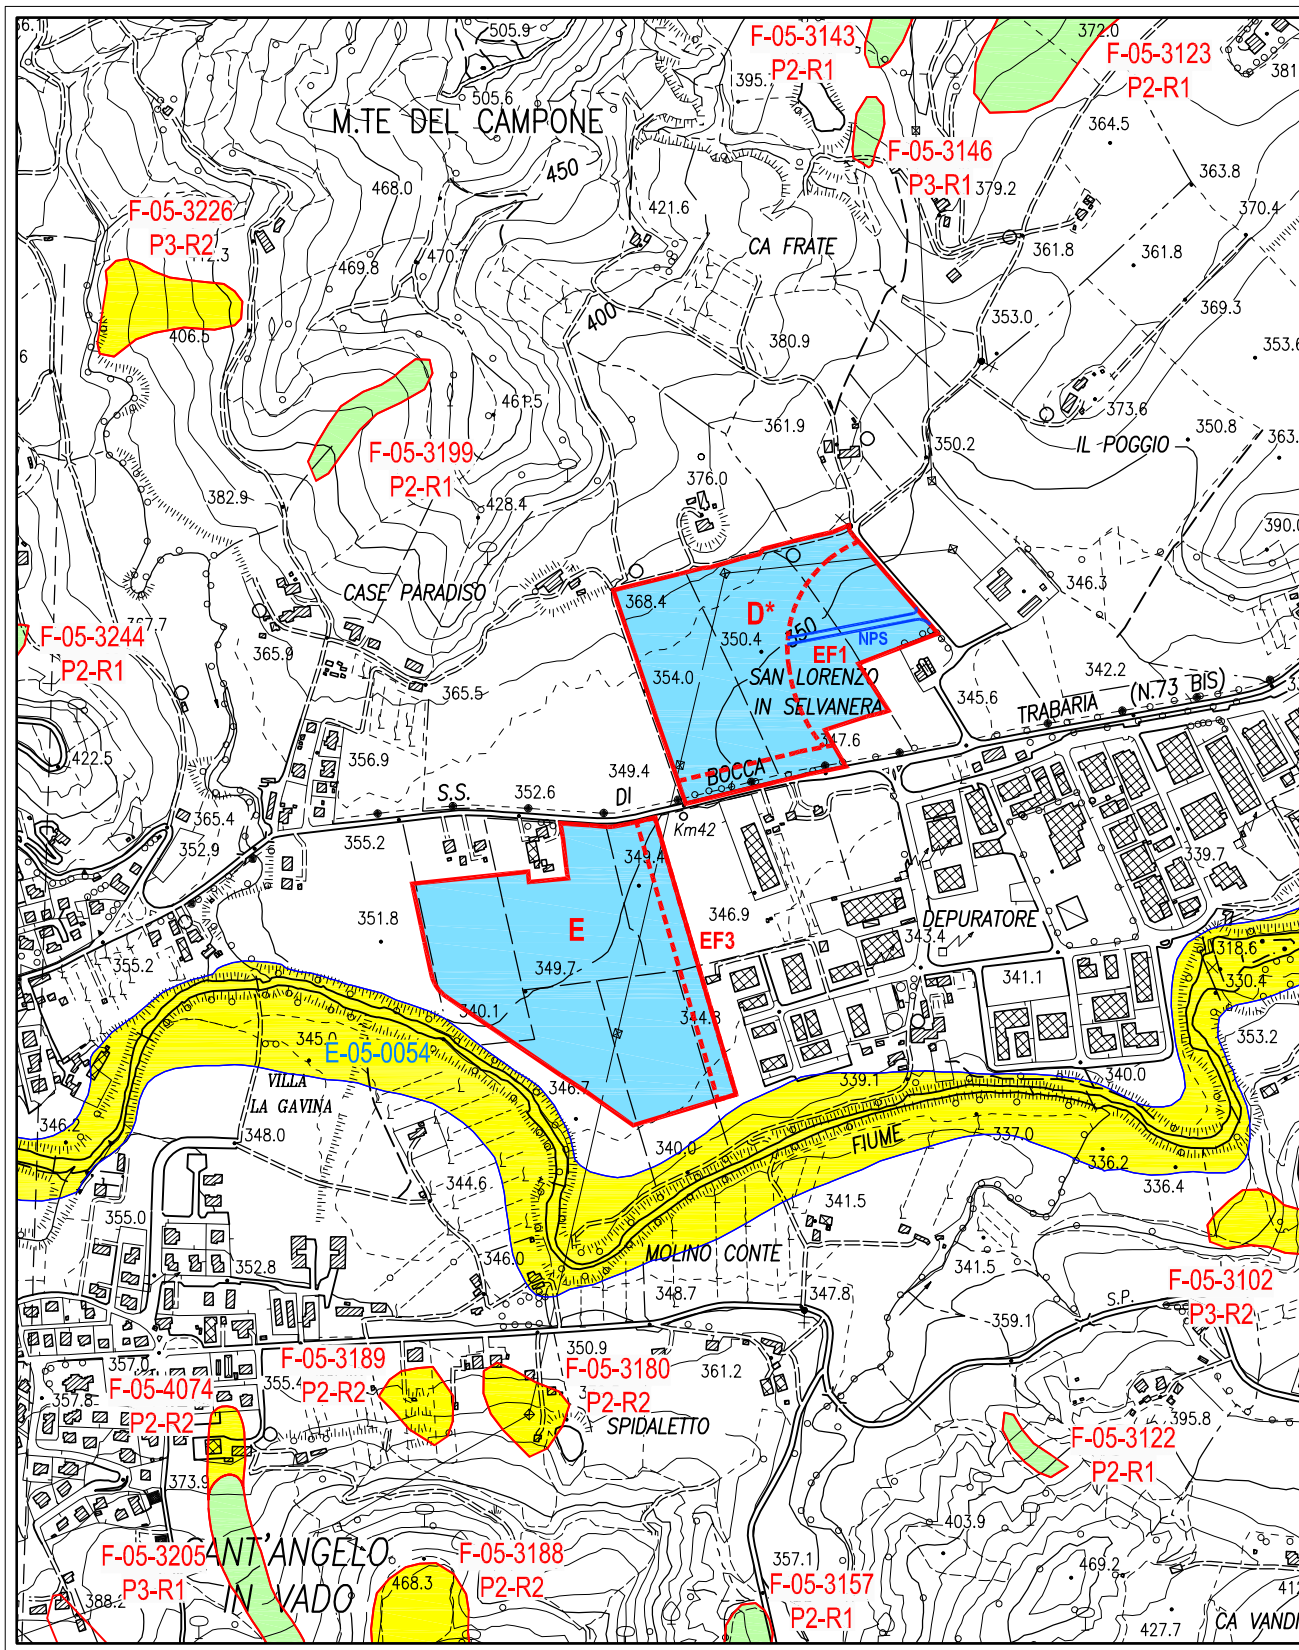 505.9
F-05-3143
P2-R1
372.0
F-05-3123
P2-R1
505.6
M.TE DEL CAMPONE
364.5
F-05-3146
P3-R1
379.2
363.8
450
468.0
421.6
370.4
F-05-3226
P3-R2
CA FRATE
361.8
361.8
469.8
470.7
406.5
400
369.3
353.0
380.9
461.5
373.6
F-05-3199
P2-R1
361.9
350.2
IL POGGIO
350.8
382.9
428.4
376.0
346.3
CASE PARADISO
368.4
D*
350.4
350
NPS
EF1
F-05-3244
P2-R1
365.9
365.5
354.0
SAN LORENZO
IN SELVANERA
345.6
342.2
TRABARIA
(N.73 BIS)
422.5
356.9
347.6
349.4
BOCCA
DI
S.S.
352.6
Km42
365.4
352.9
355.2
349.4
339.7
351.8
E
346.9
EF3
DEPURATORE
343.4
318.6
330.4
355.2
349.7
341.1
340.1
344.3
E-05-0054
353.2
VILLA
LA GAVINA
346.7
339.1
340.0
346.2
348.0
340.0
FIUME
337.0
336.2
336.4
344.6
341.5
355.0
352.8
346.0
MOLINO CONTE
341.5
F-05-3102
P3-R2
348.7
347.8
S.P.
359.1
350.9
357.0
F-05-3189
P2-R2
F-05-3180
P2-R2
361.2
357.8
F-05-4074
P2-R2
SPIDALETTO
395.8
F-05-3122
P2-R1
373.9
403.9
SANT'ANGELO
IN VADO
F-05-3205
P3-R1
F-05-3188
P2-R2
468.3
357.1
F-05-3157
P2-R1
469.2
388.2
427.7
CA VANDI